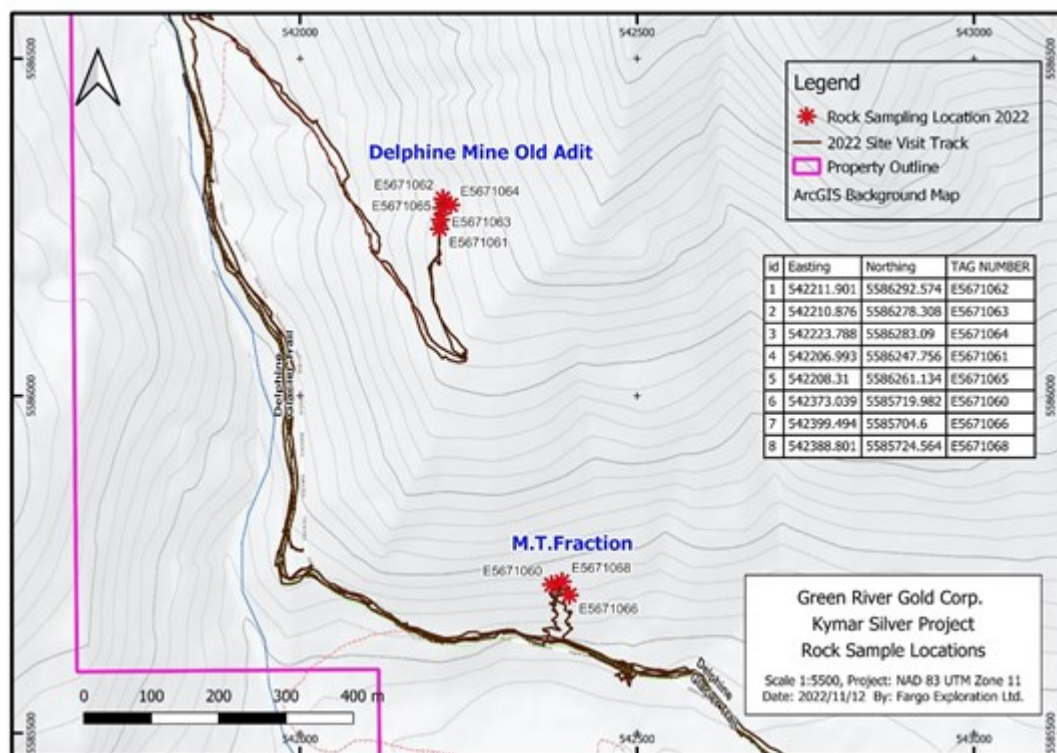 542000
542500
543000
5586500
5586500
Legend
Rock Sampling Location 2022
2022 Site Visit Track
Property Outline
ArcGIS Background Map
Delphine Mine Old Adit
E5671062
E5671064
E5671065
E5671063
E5671061
id Easting Northing TAG NUMBER
1 542211.901 5586292.574 E5671062
2 542210.876 5586278.308 E5671063
3 542223.788 5586283.09 E5671064
4 542206.993 5586247.756 E5671061
5 542208.31 5586261.134 E5671065
6 542373.039 5585719.982 E5671060
7 542399.494 5585704.6 E5671066
8 542388.801 5585724.564 E5671068
5586000
5586000
Delphine
Glacier Trail
M.T.Fraction
E5671060
E5671068
E5671066
Green River Gold Corp.
Kymar Silver Project
Rock Sample Locations
Scale 1:5500, Project: NAD 83 UTM Zone 11
Date: 2022/11/12 By: Fargo Exploration Ltd.
Delphine
0 100 200 300 400 m
5585500
5585500
542000
542500
543000